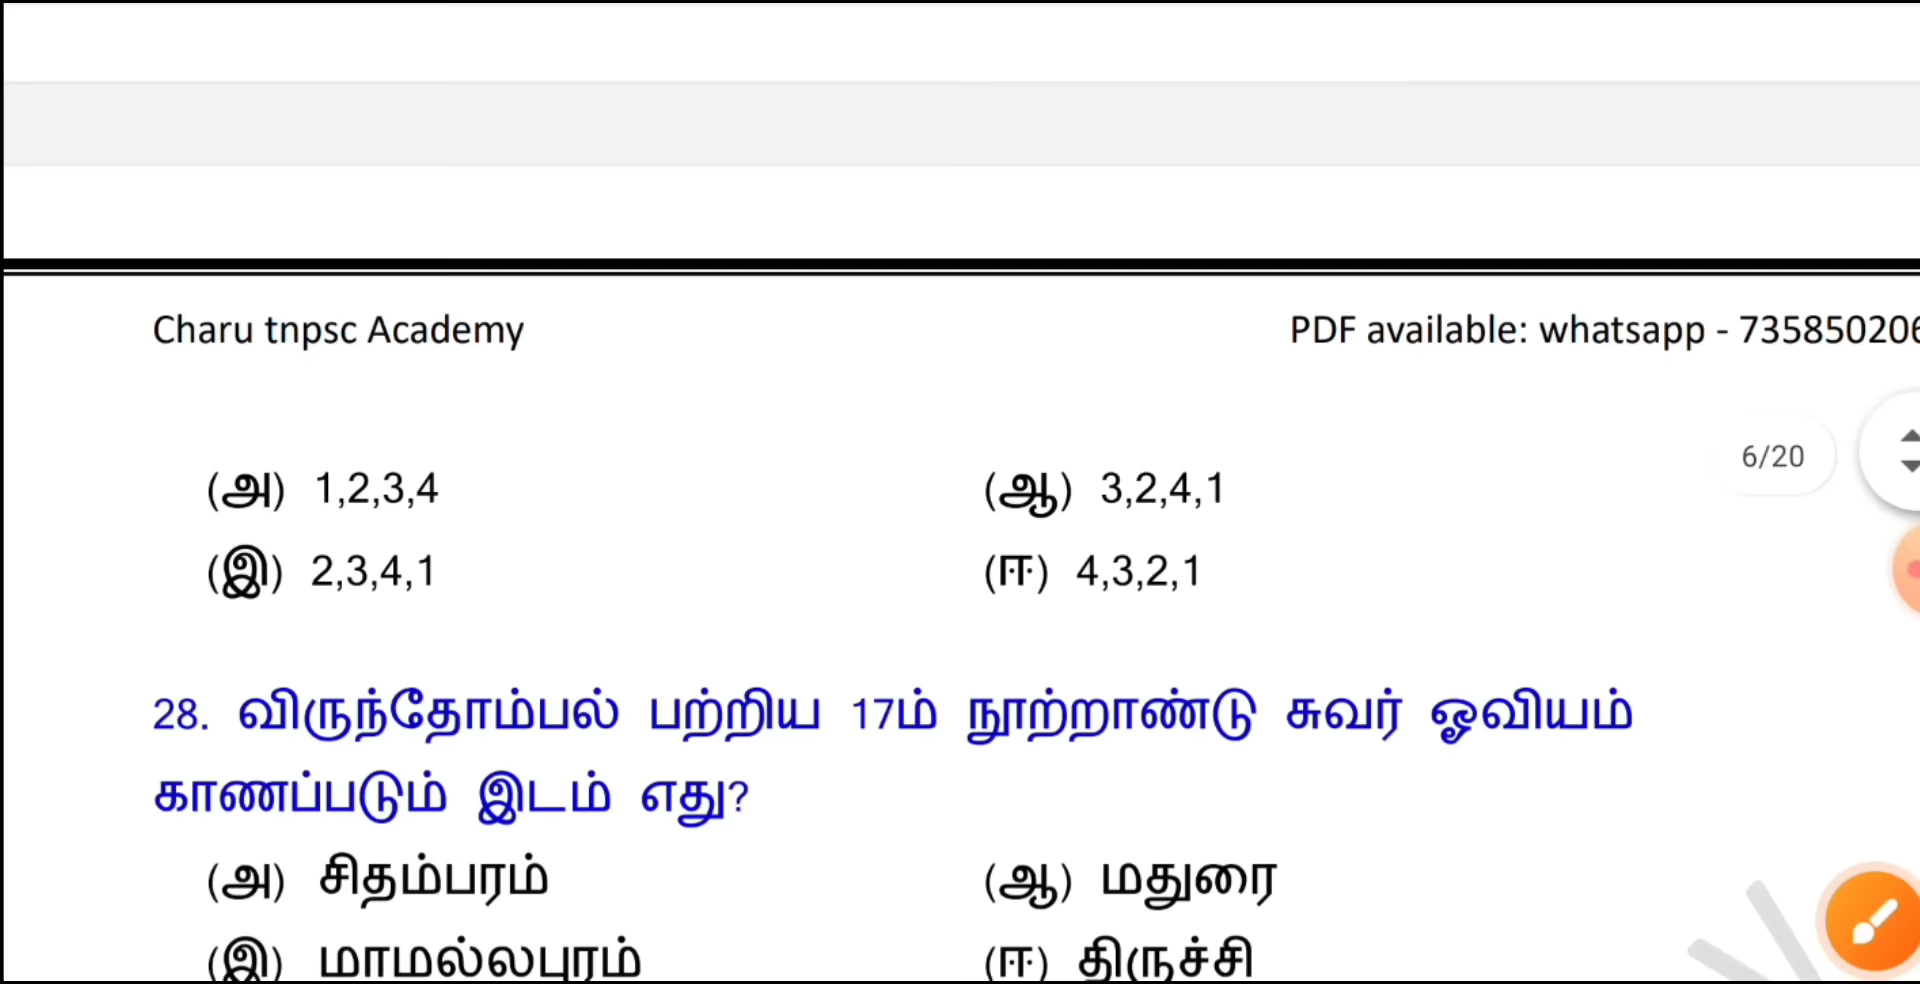 Charu tnpsc Academy PDF available: whatsapp - 735850206
6/20
(அ) 1,2,3,4 (ஆ) 3,2,4,1
(இ) 2,3,4,1 (ஈ) 4,3,2,1
28. விருந்தோம்பல் பற்றிய 17ம் நூற்றாண்டு சுவர் ஓவியம்
காணப்படும் இடம் எது?
(அ) சிதம்பரம் (ஆ) மதுரை
(இ) மாமல்லபுரம் (ஈ) திருச்சி